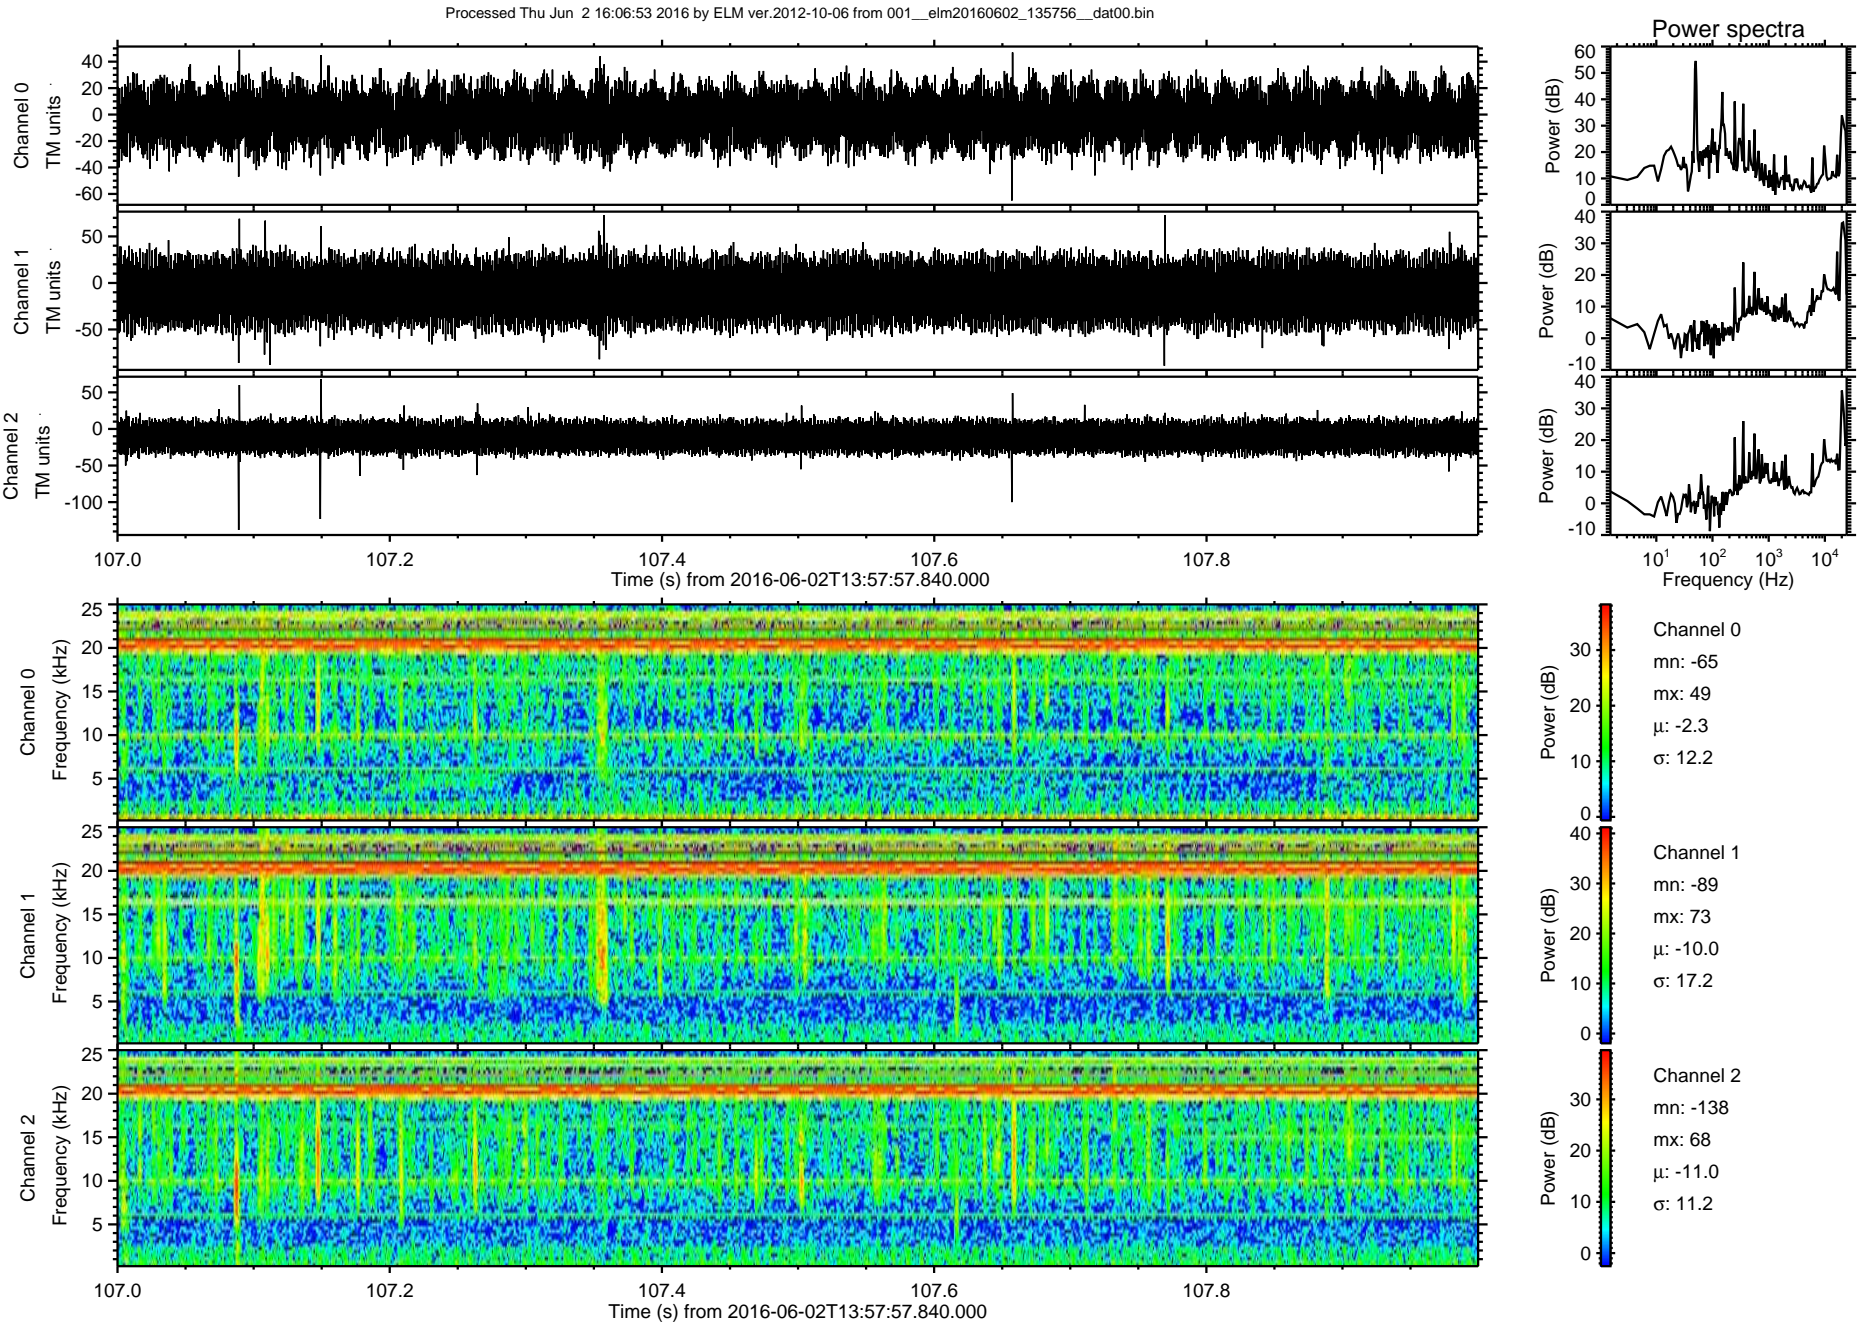 Processed Thu Jun  2 16:06:53 2016 by ELM ver.2012-10-06 from 001__elm20160602_135756__dat00.bin
Power spectra
Channel 0
TM units
40
20
0
-20
-40
-60
Power (dB)
60
50
40
30
20
10
0
Channel 1
TM units
50
0
-50
Power (dB)
40
30
20
10
0
-10
Channel 2
TM units
50
0
-50
-100
Power (dB)
40
30
20
10
0
-10
107.0 107.2 107.4 107.6 107.8
Time (s) from 2016-06-02T13:57:57.840.000
10^1 10^2 10^3 10^4
Frequency (Hz)
Channel 0
Frequency (kHz)
25
20
15
10
5
Power (dB)
30
20
10
0
Channel 0
mn: -65
mx: 49
μ: -2.3
σ: 12.2
Channel 1
Frequency (kHz)
25
20
15
10
5
Power (dB)
40
30
20
10
0
Channel 1
mn: -89
mx: 73
μ: -10.0
σ: 17.2
Channel 2
Frequency (kHz)
25
20
15
10
5
Power (dB)
30
20
10
0
Channel 2
mn: -138
mx: 68
μ: -11.0
σ: 11.2
107.0 107.2 107.4 107.6 107.8
Time (s) from 2016-06-02T13:57:57.840.000